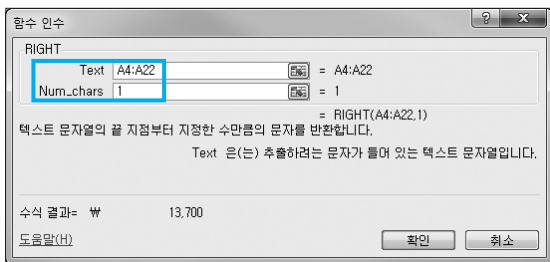 함수 인수
RIGHT
Text A4:A22 = A4:A22
Num_chars 1 = 1
= RIGHT(A4:A22,1)
텍스트 문자열의 끝 지점부터 지정한 수만큼의 문자를 반환합니다.
Text 은(는) 추출하려는 문자가 들어 있는 텍스트 문자열입니다.
수식 결과= ₩ 13,700
도움말(H) 확인 취소